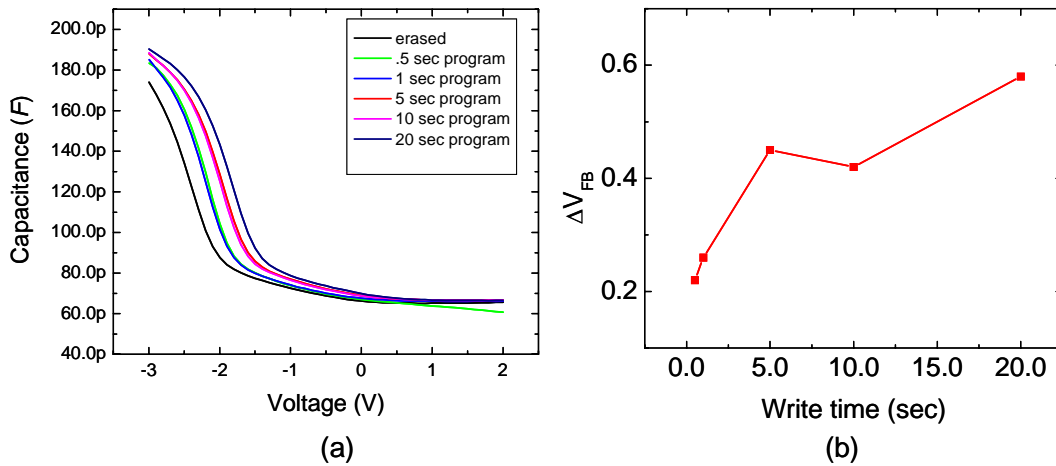 200.0p
180.0p
160.0p
140.0p
120.0p
100.0p
80.0p
60.0p
40.0p
Capacitance (F)
erased
.5 sec program
1 sec program
5 sec program
10 sec program
20 sec program
-3 -2 -1 0 1 2
Voltage (V)
(a)
0.6
0.4
0.2
ΔV_FB
0.0 5.0 10.0 15.0 20.0
Write time (sec)
(b)